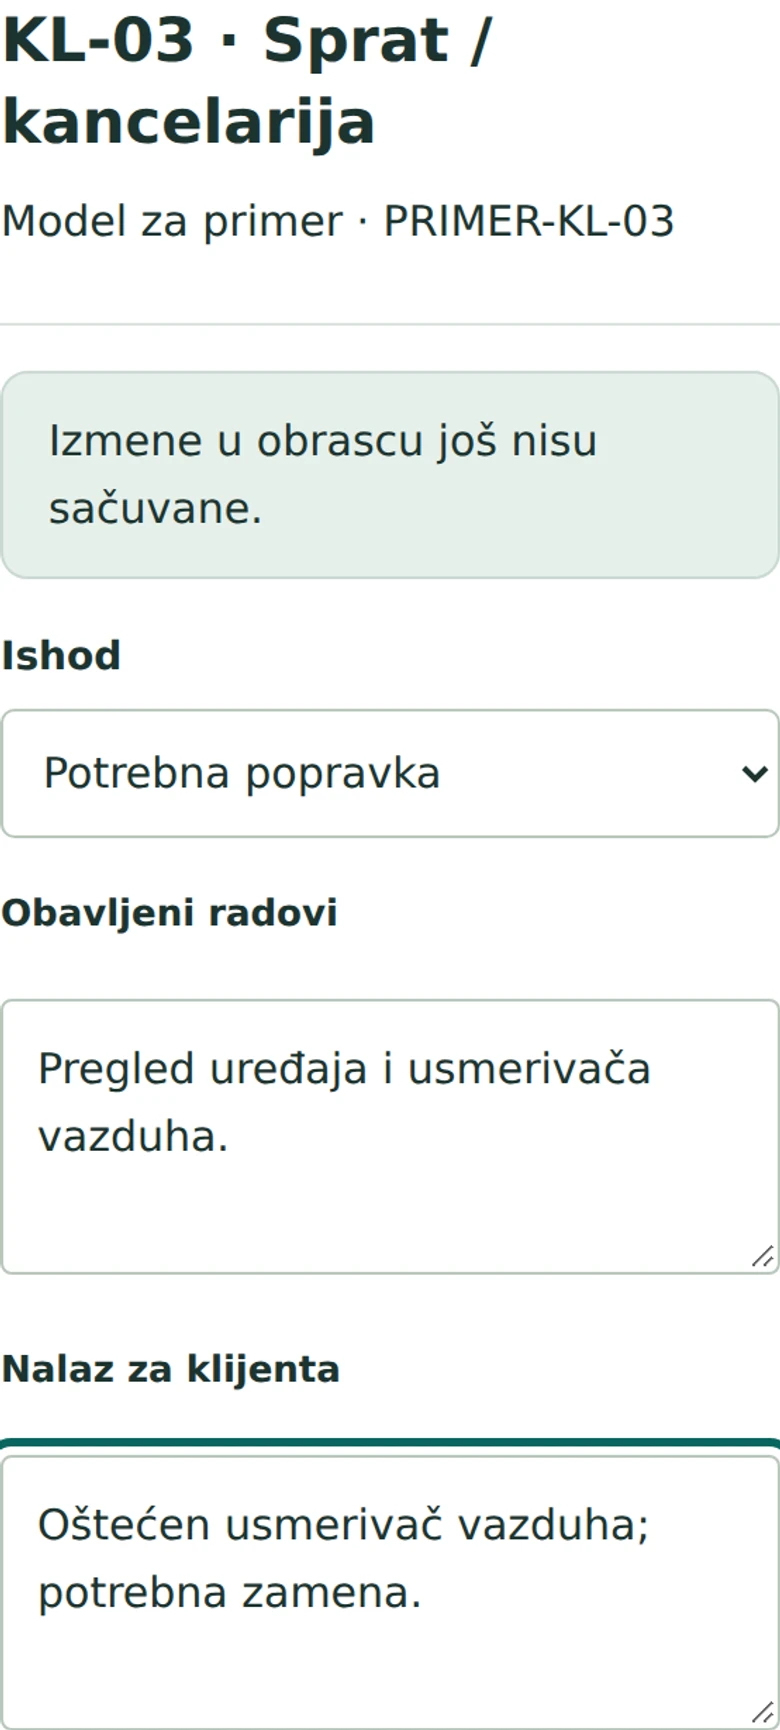 KL-03 · Sprat /
kancelarija
Model za primer · PRIMER-KL-03
Izmene u obrascu još nisu
sačuvane.
Ishod
Potrebna popravka
Obavljeni radovi
Pregled uređaja i usmerivača
vazduha.
Nalaz za klijenta
Oštećen usmerivač vazduha;
potrebna zamena.